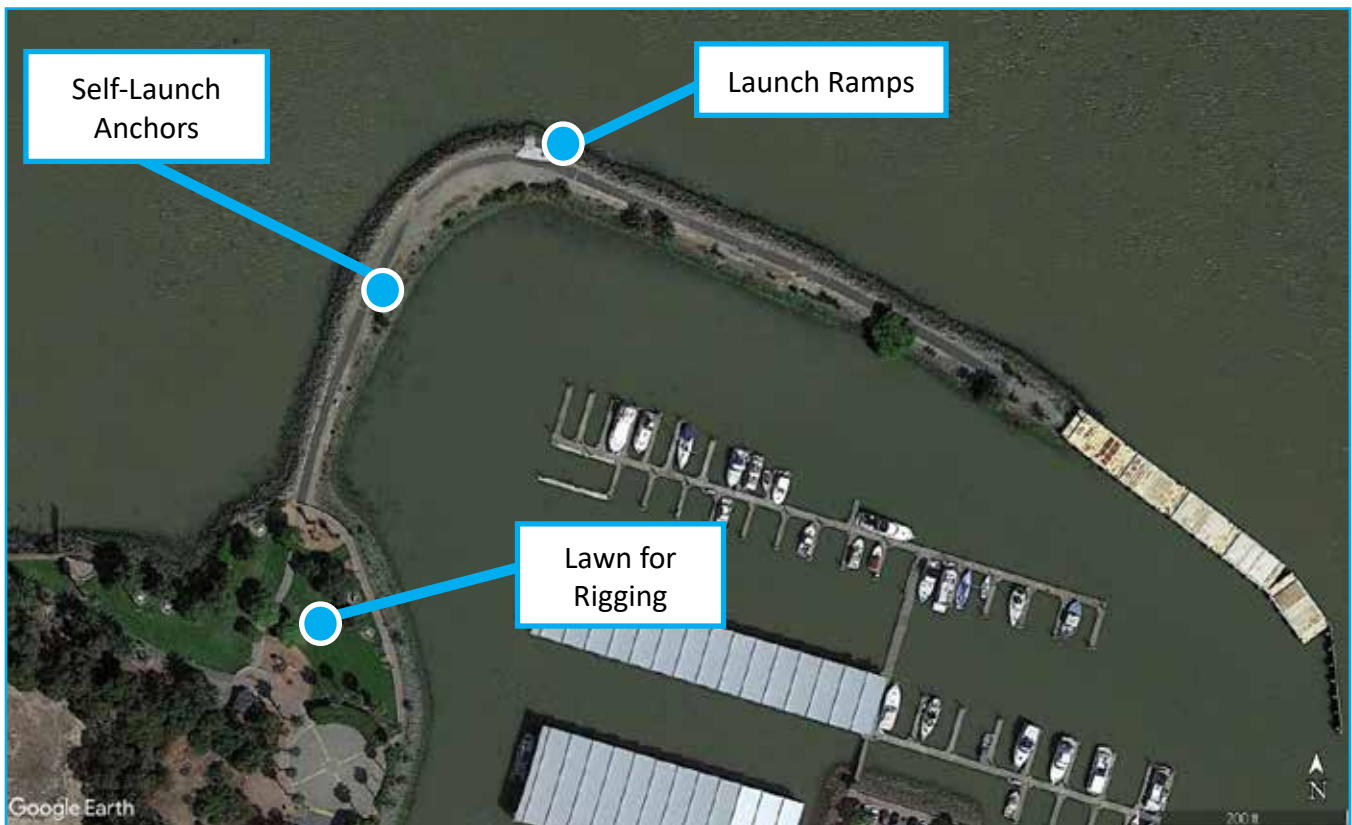 Self-Launch
Anchors
Launch Ramps
Lawn for
Rigging
Google Earth
N
200 ft